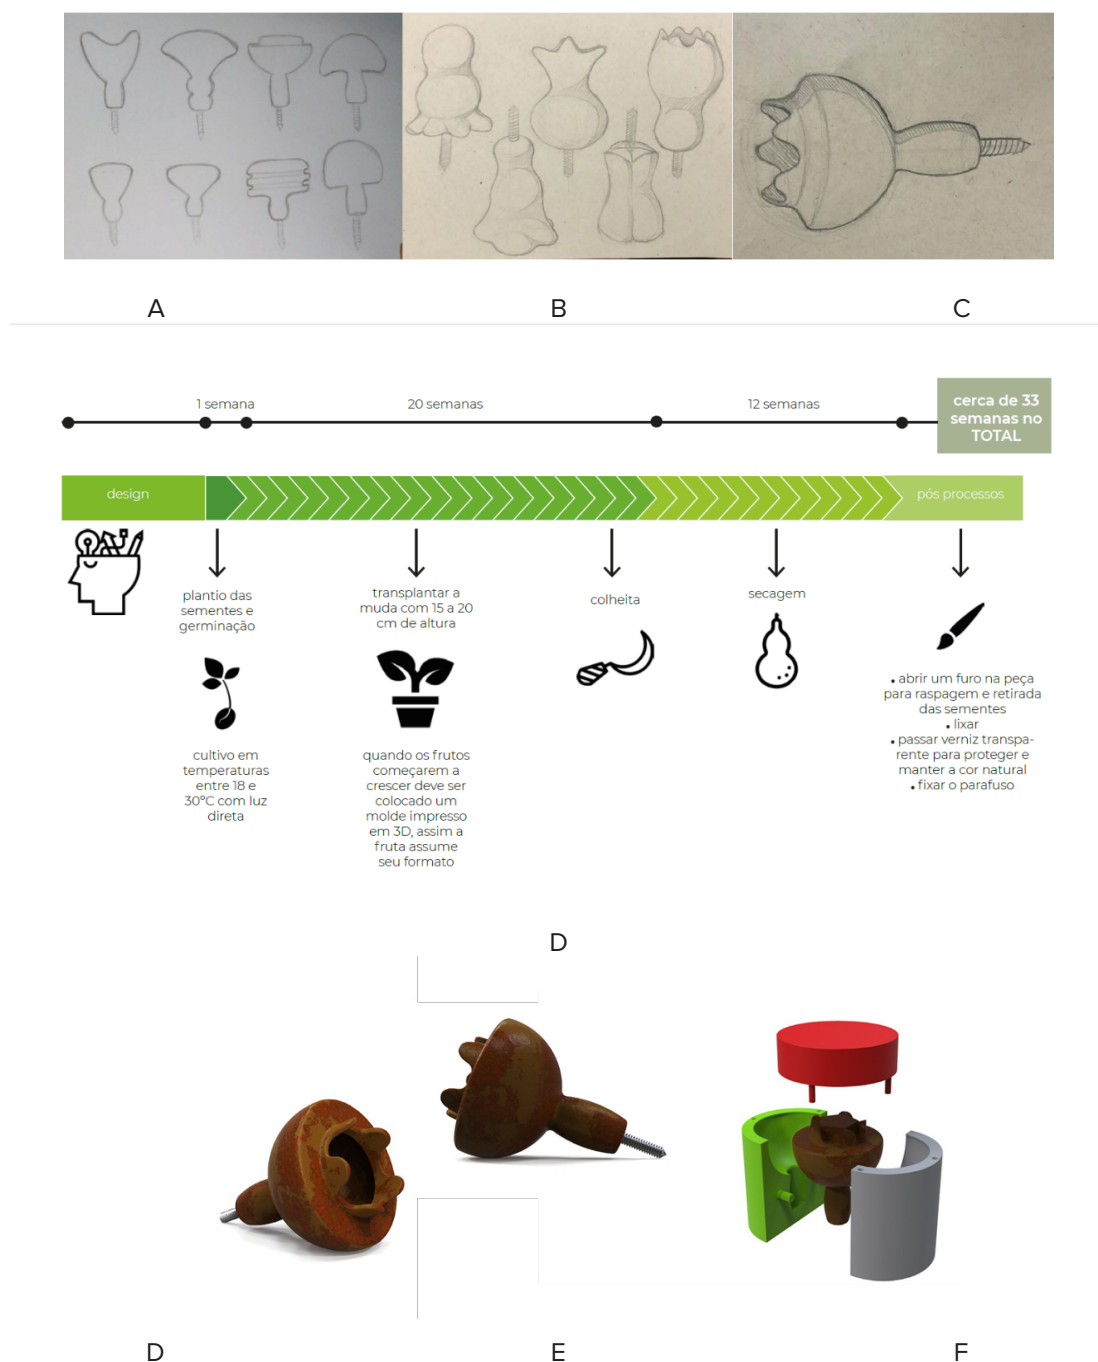 A
B
C
1 semana
20 semanas
12 semanas
cerca de 33
semanas no
TOTAL
design
pós processos
plantio das
sementes e
germinação
transplantar a
muda com 15 a 20
cm de altura
colheita
secagem
• abrir um furo na peça
para raspagem e retirada
das sementes
• lixar
• passar verniz transpa-
rente para proteger e
manter a cor natural
• fixar o parafuso
cultivo em
temperaturas
entre 18 e
30°C com luz
direta
quando os frutos
começarem a
crescer deve ser
colocado um
molde impresso
em 3D, assim a
fruta assume
seu formato
D
D
E
F